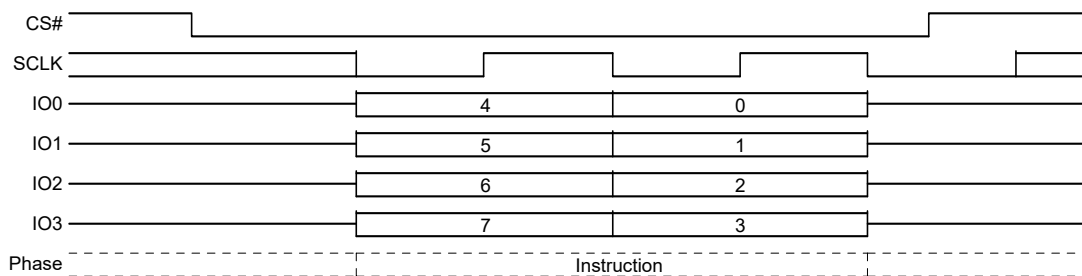 CS#
SCLK
IO0 4 0
IO1 5 1
IO2 6 2
IO3 7 3
Phase Instruction